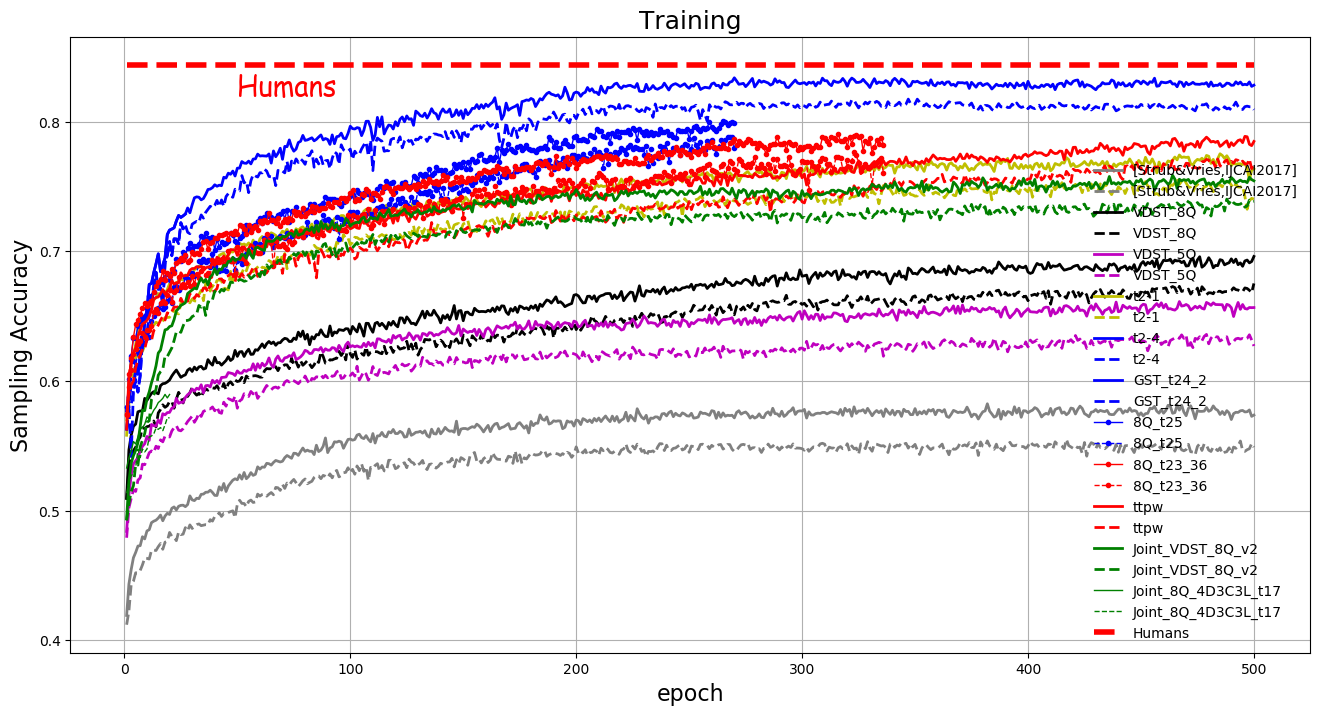 Training
Humans
Sampling Accuracy
0.8
0.7
0.6
0.5
0.4
[Strub&Vries,IJCAI2017]
[Strub&Vries,IJCAI2017]
VDST_8Q
VDST_8Q
VDST_5Q
VDST_5Q
t2-1
t2-1
t2-4
t2-4
GST_t24_2
GST_t24_2
8Q_t25
8Q_t25
8Q_t23_36
8Q_t23_36
ttpw
ttpw
Joint_VDST_8Q_v2
Joint_VDST_8Q_v2
Joint_8Q_4D3C3L_t17
Joint_8Q_4D3C3L_t17
Humans
0 100 200 300 400 500
epoch